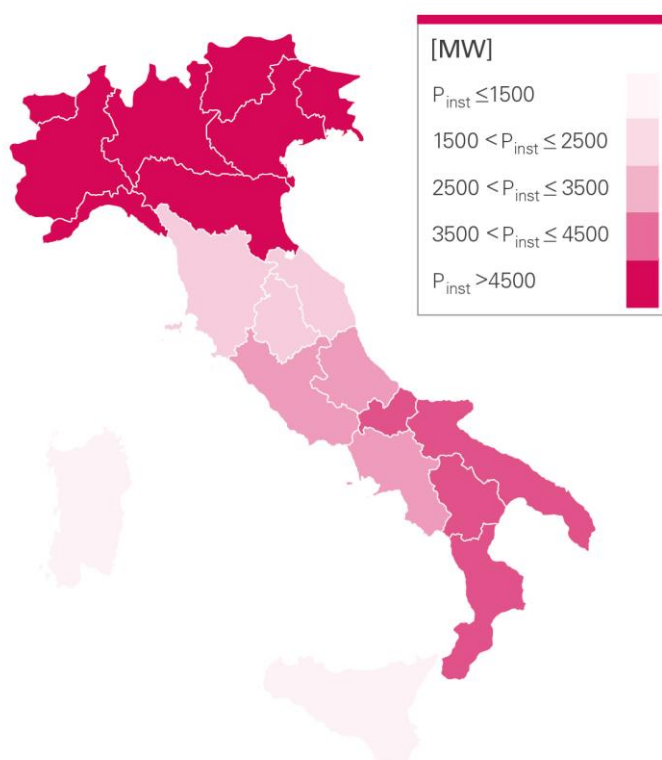 [MW]
P_inst ≤1500
1500 < P_inst ≤ 2500
2500 < P_inst ≤ 3500
3500 < P_inst ≤ 4500
P_inst >4500